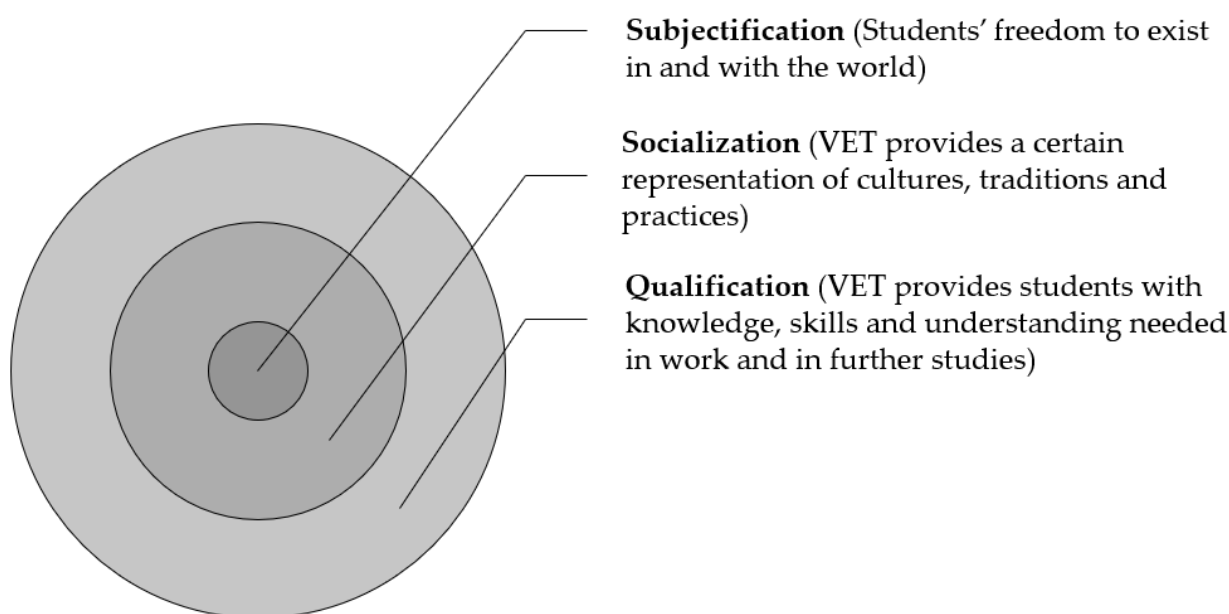 Subjectification (Students’ freedom to exist
in and with the world)
Socialization (VET provides a certain
representation of cultures, traditions and
practices)
Qualification (VET provides students with
knowledge, skills and understanding needed
in work and in further studies)